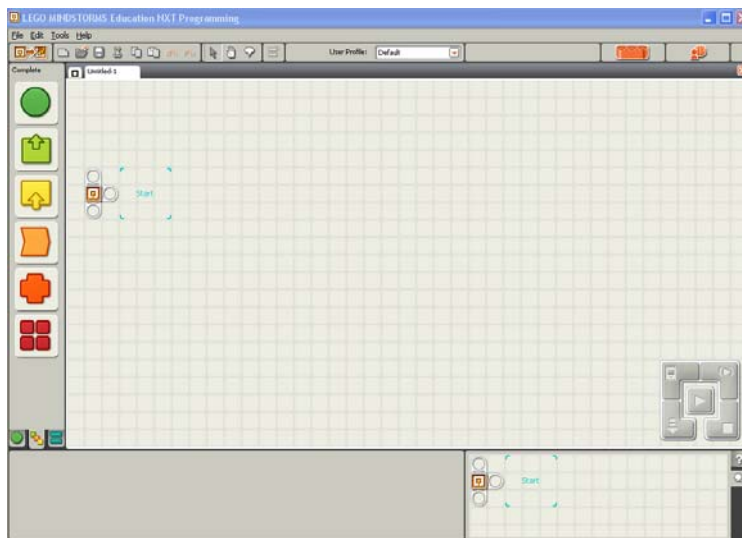 LEGO MINDSTORMS Education NXT Programming
File Edit Tools Help
User Profile: Default
Complete
Untitled-1
Start
Start
?